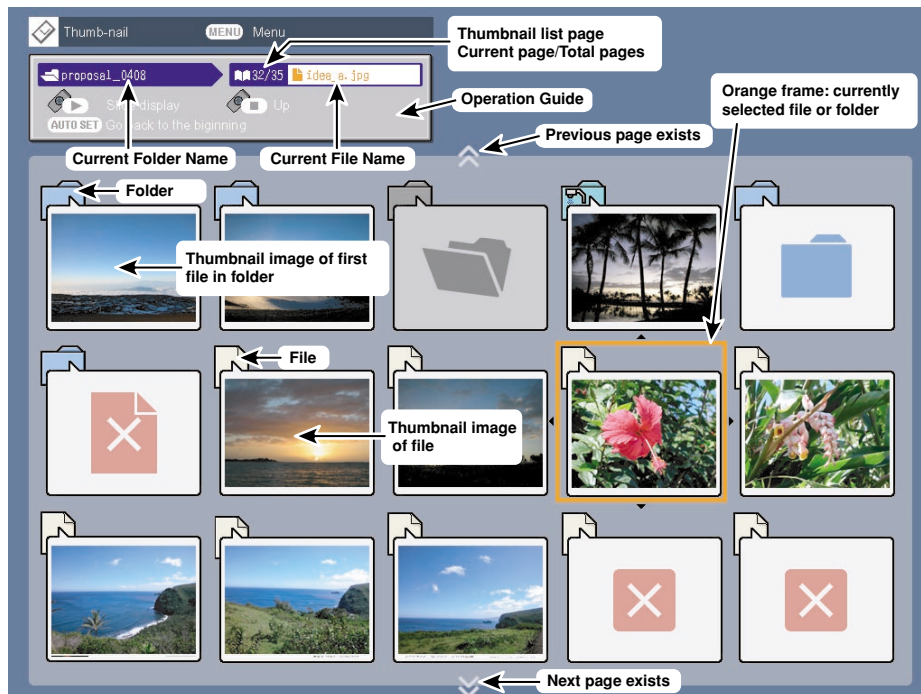 Thumb-nail MENU Menu
Thumbnail list page
Current page/Total pages
proposal_0408 32/35 idea_a.jpg
Slide display Up
AUTO SET Go back to the biginning
Operation Guide
Orange frame: currently
selected file or folder
Previous page exists
Current Folder Name Current File Name
Folder
Thumbnail image of first
file in folder
File
Thumbnail image
of file
Next page exists